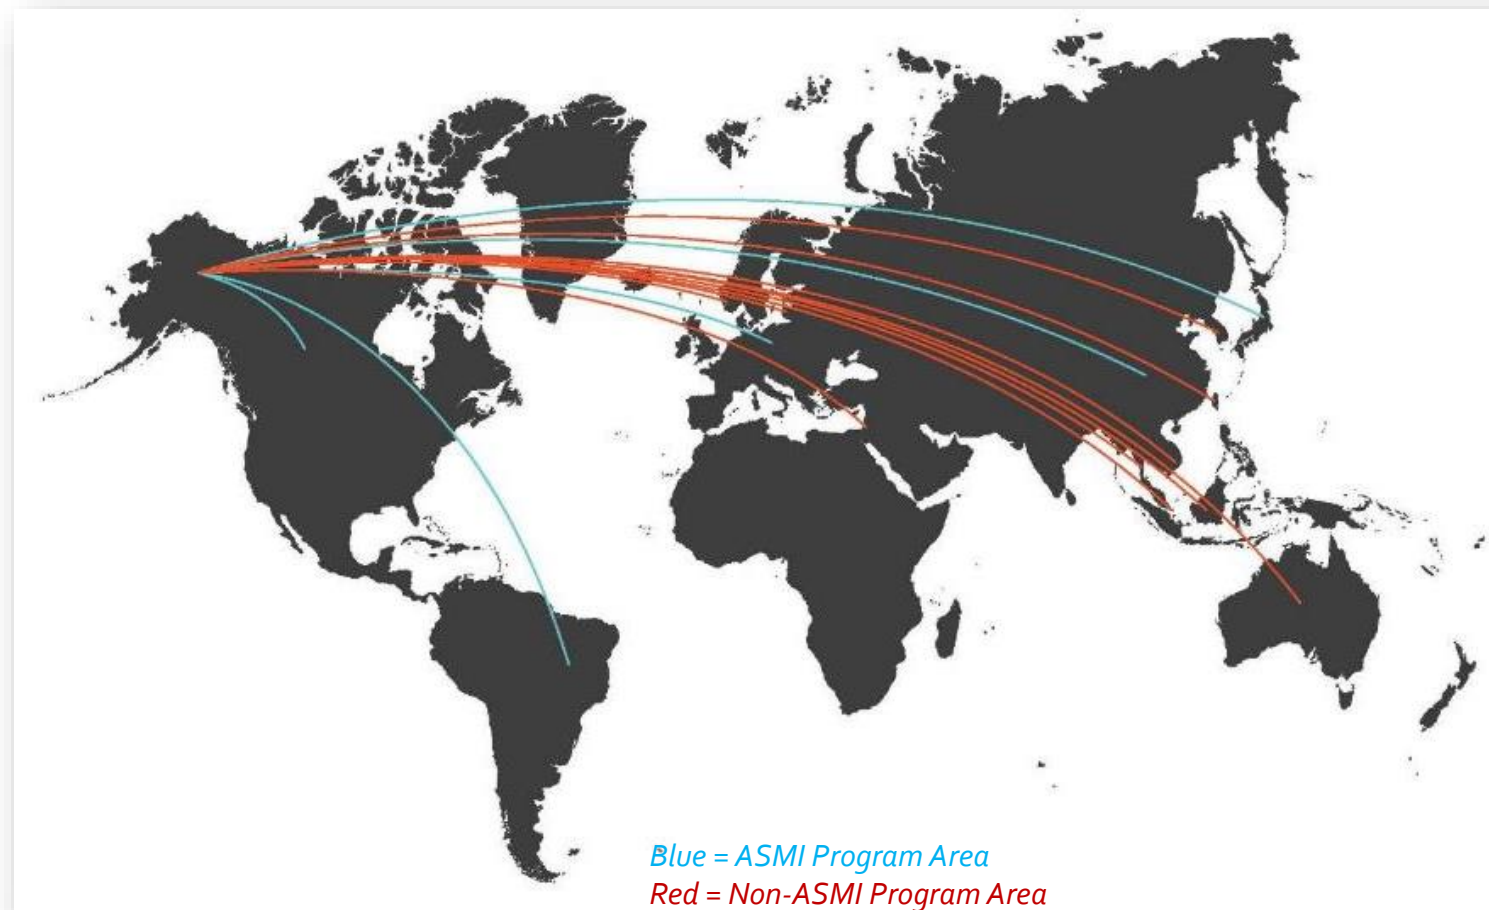 Blue = ASMI Program Area
Red = Non-ASMI Program Area